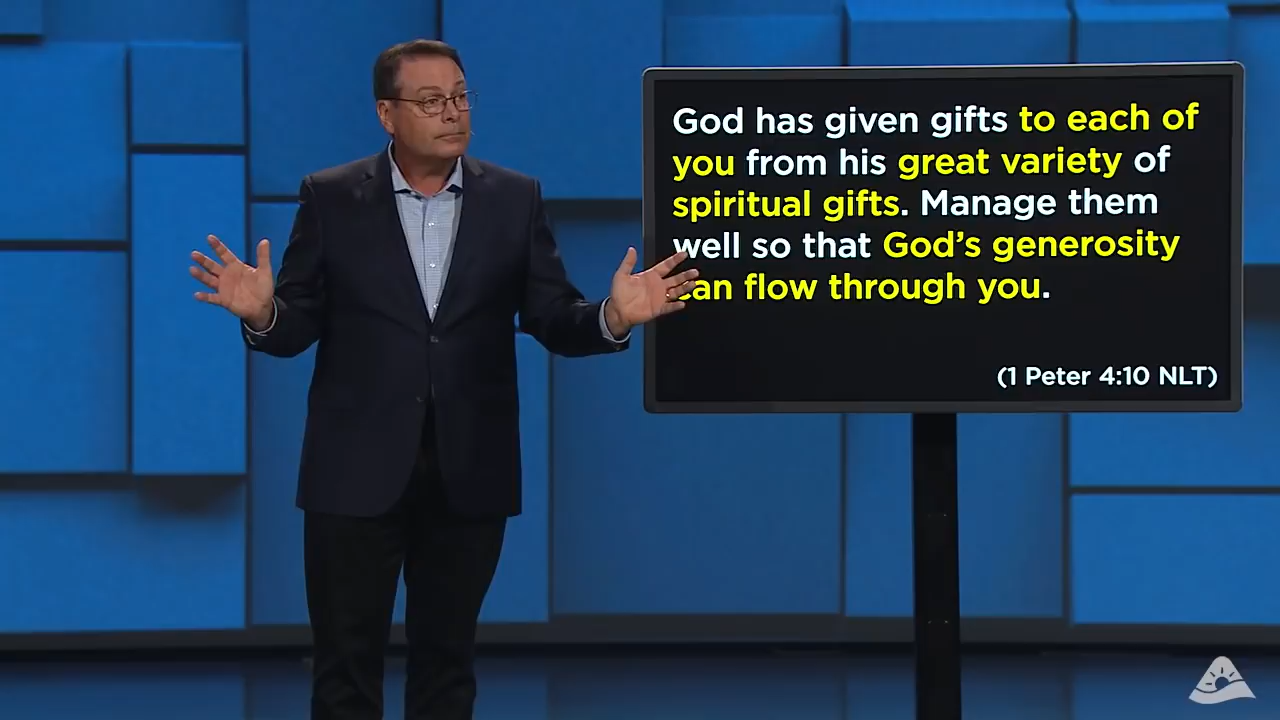 God has given gifts to each of
you from his great variety of
spiritual gifts. Manage them
well so that God’s generosity
can flow through you.
(1 Peter 4:10 NLT)